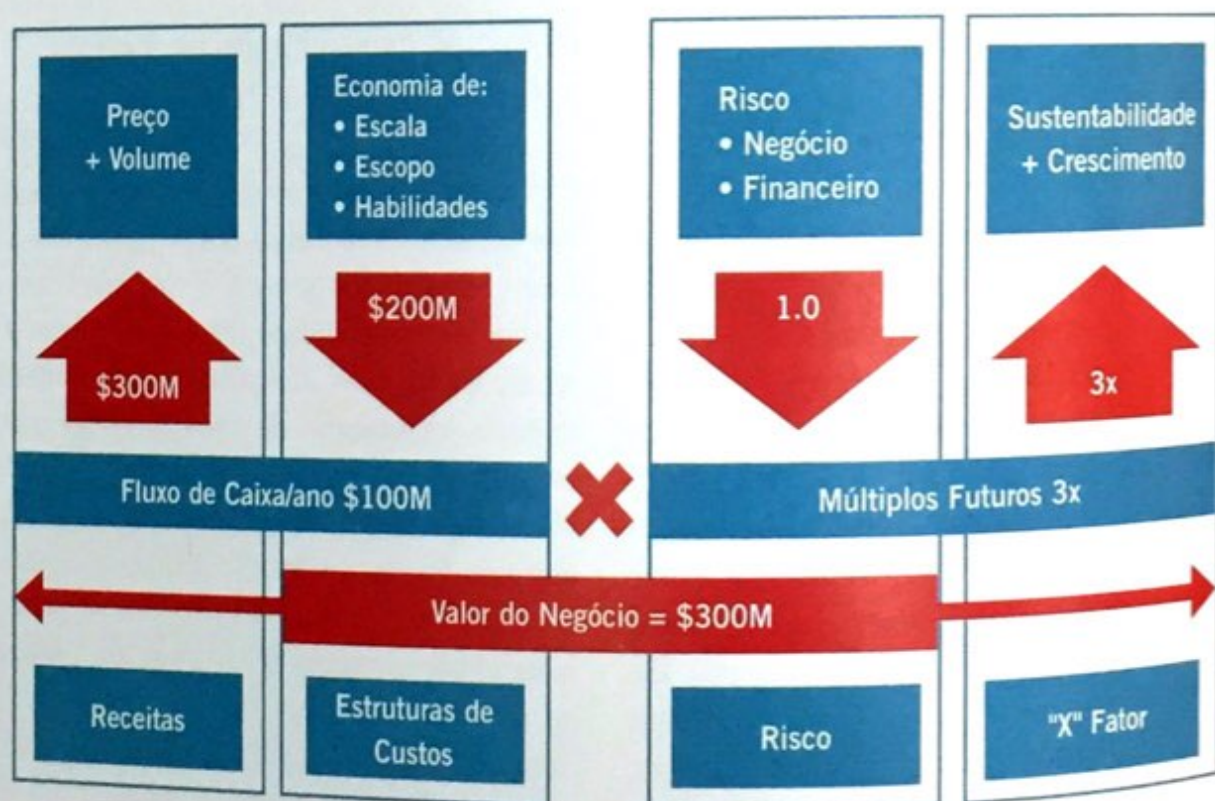 Preço
+ Volume
Economia de:
• Escala
• Escopo
• Habilidades
Risco
• Negócio
• Financeiro
Sustentabilidade
+ Crescimento
$300M
$200M
1.0
3x
Fluxo de Caixa/ano $100M
Múltiplos Futuros 3x
Valor do Negócio = $300M
Receitas
Estruturas de
Custos
Risco
"X" Fator